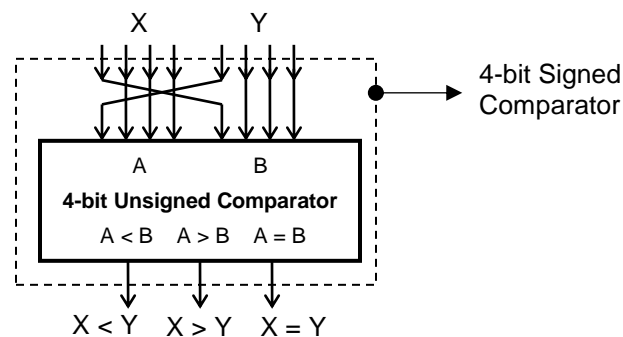 X Y
4-bit Signed
Comparator
A B
4-bit Unsigned Comparator
A < B A > B A = B
X < Y X > Y X = Y